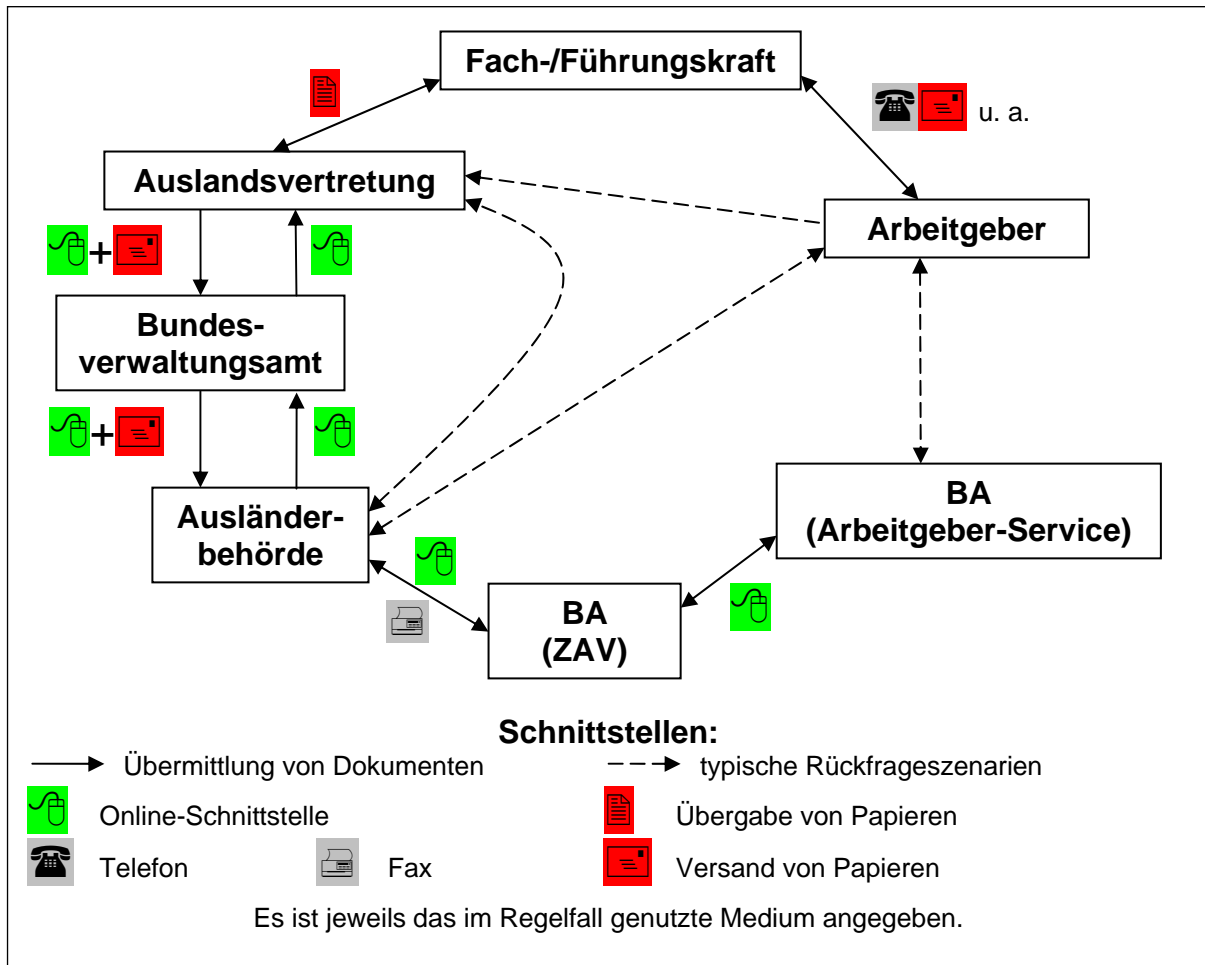 Fach-/Führungskraft
u. a.
Auslandsvertretung
Arbeitgeber
+
Bundes-
verwaltungsamt
+
Ausländer-
behörde
BA
(Arbeitgeber-Service)
BA
(ZAV)
Schnittstellen:
Übermittlung von Dokumenten
typische Rückfrageszenarien
Online-Schnittstelle
Übergabe von Papieren
Telefon
Fax
Versand von Papieren
Es ist jeweils das im Regelfall genutzte Medium angegeben.